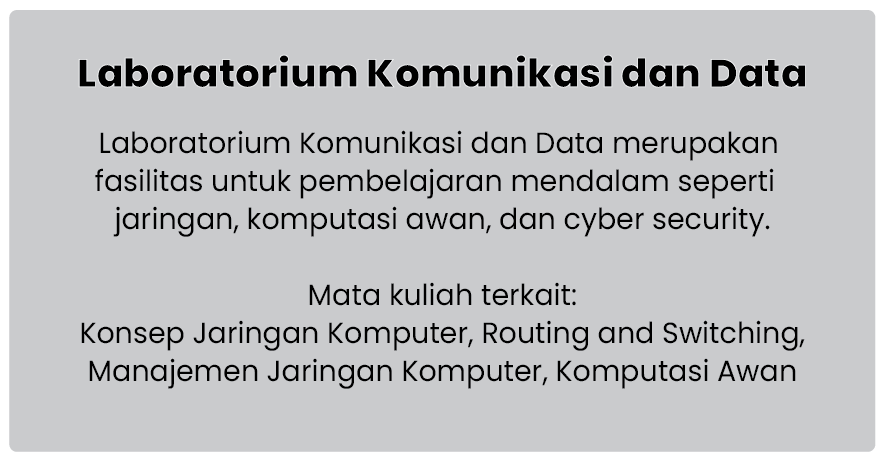 Laboratorium Komunikasi dan Data
Laboratorium Komunikasi dan Data merupakan
fasilitas untuk pembelajaran mendalam seperti
jaringan, komputasi awan, dan cyber security.
Mata kuliah terkait:
Konsep Jaringan Komputer, Routing and Switching,
Manajemen Jaringan Komputer, Komputasi Awan